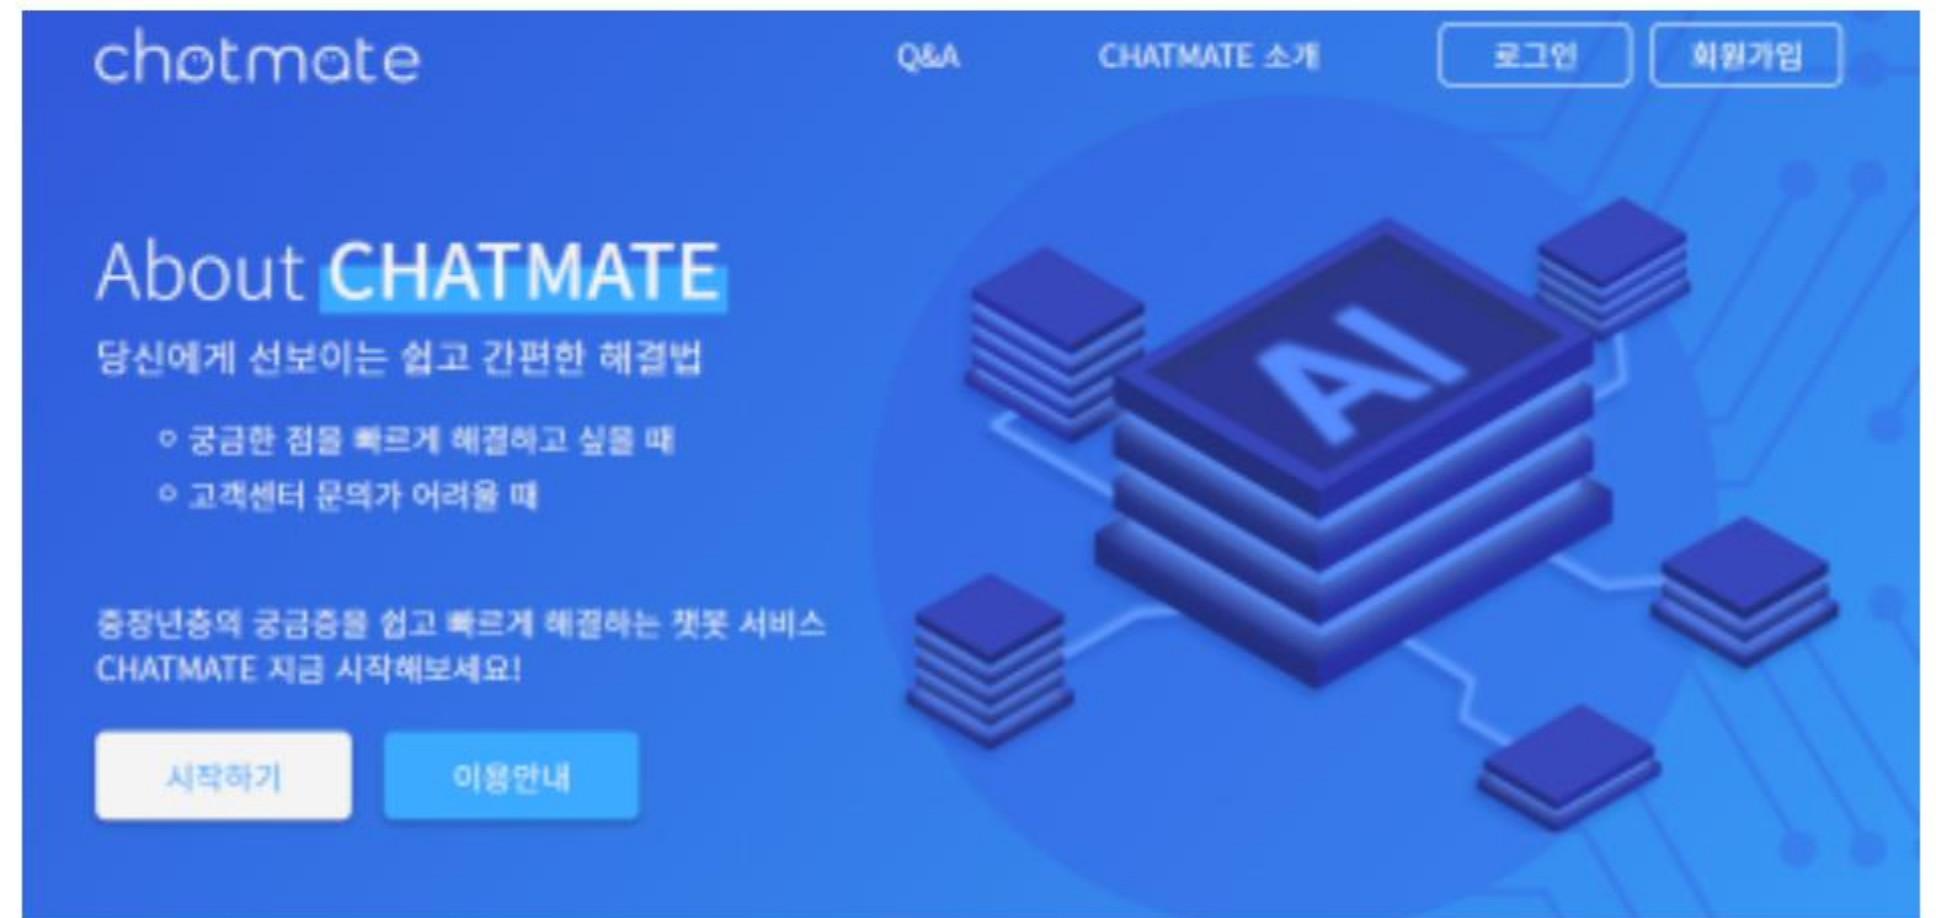 chatmate
Q&A
CHATMATE 소개
로그인
회원가입
About CHATMATE
당신에게 선보이는 쉽고 간편한 해결법
궁금한 점을 빠르게 해결하고 싶을 때
고객센터 문의가 어려울 때
AI
중장년층의 궁금증을 쉽고 빠르게 해결하는 챗봇 서비스
CHATMATE 지금 시작해보세요!
시작하기
이용안내